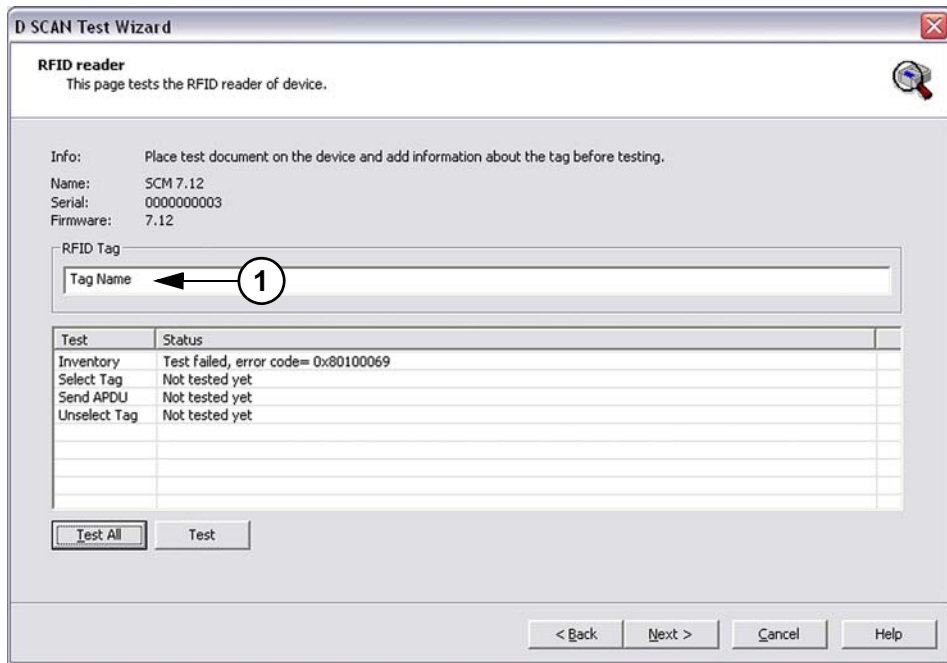 D SCAN Test Wizard
RFID reader
This page tests the RFID reader of device.
Info: Place test document on the device and add information about the tag before testing.
Name: SCM 7.12
Serial: 0000000003
Firmware: 7.12
RFID Tag
Tag Name 1
Test Status
Inventory Test failed, error code= 0x80100069
Select Tag Not tested yet
Send APDU Not tested yet
Unselect Tag Not tested yet
Test All Test
< Back Next > Cancel Help